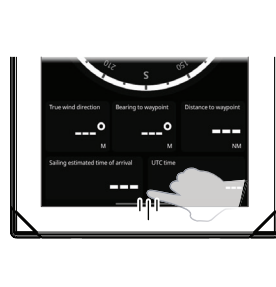 210 S 150
True wind direction Bearing to waypoint Distance to waypoint
---° ---° ---
M M NM
Sailing estimated time of arrival UTC time
--- --